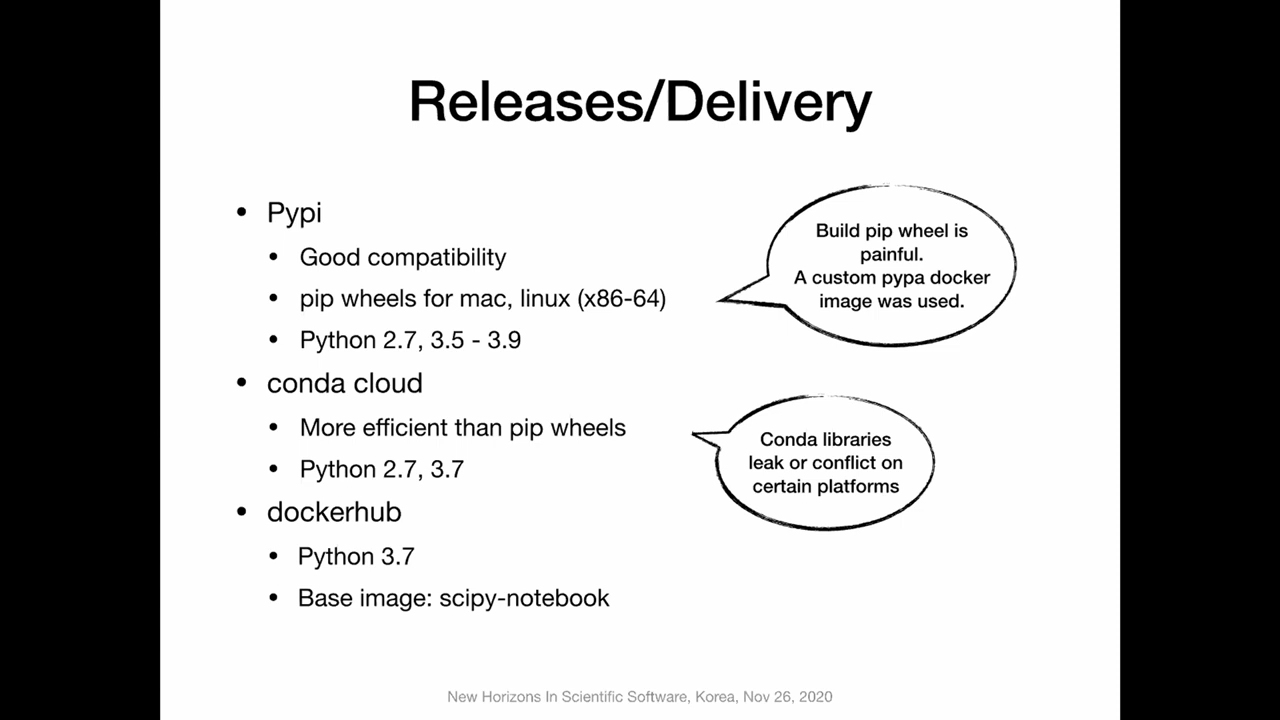 Releases/Delivery
• Pypi
• Good compatibility
• pip wheels for mac, linux (x86-64)
• Python 2.7, 3.5 - 3.9
Build pip wheel is
painful.
A custom pypa docker
image was used.
• conda cloud
• More efficient than pip wheels
• Python 2.7, 3.7
Conda libraries
leak or conflict on
certain platforms
• dockerhub
• Python 3.7
• Base image: scipy-notebook
New Horizons In Scientific Software, Korea, Nov 26, 2020